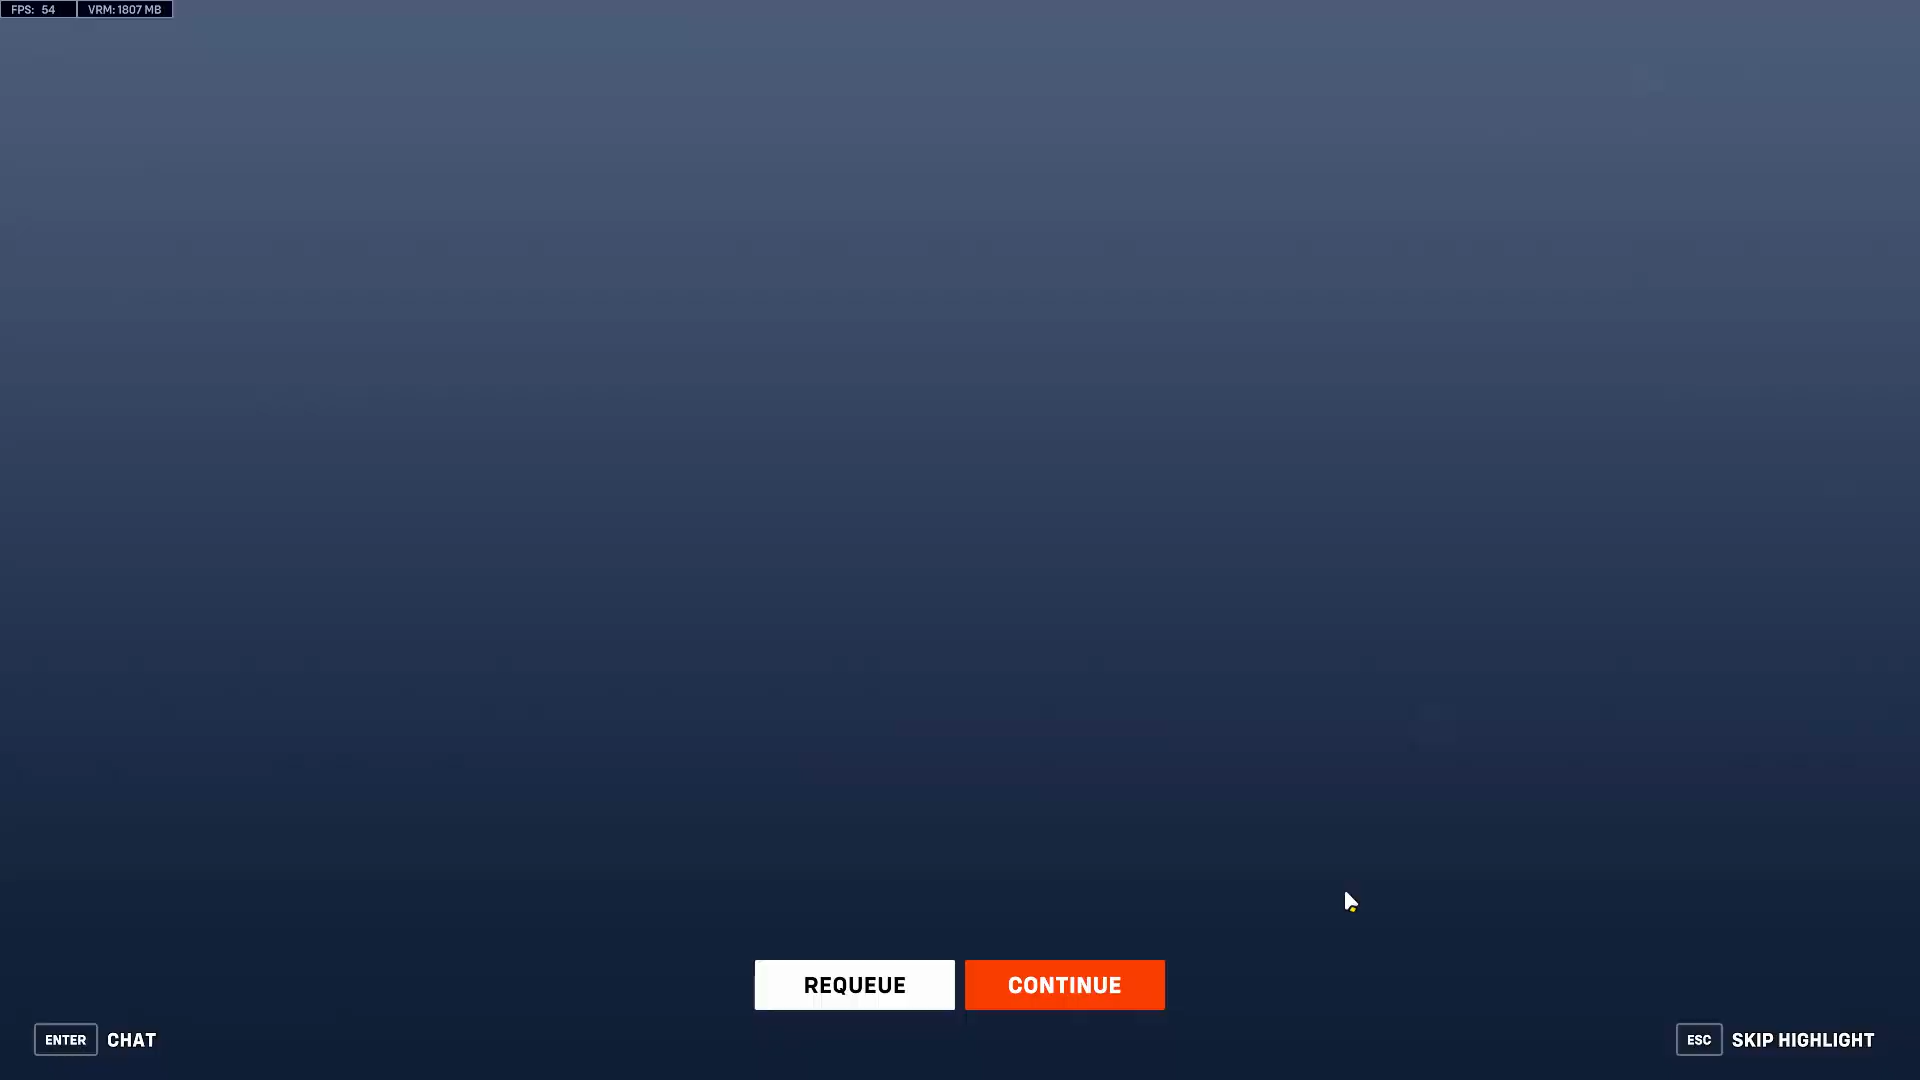 FPS: 54 VRM: 1807 MB
REQUEUE CONTINUE
ENTER CHAT ESC SKIP HIGHLIGHT